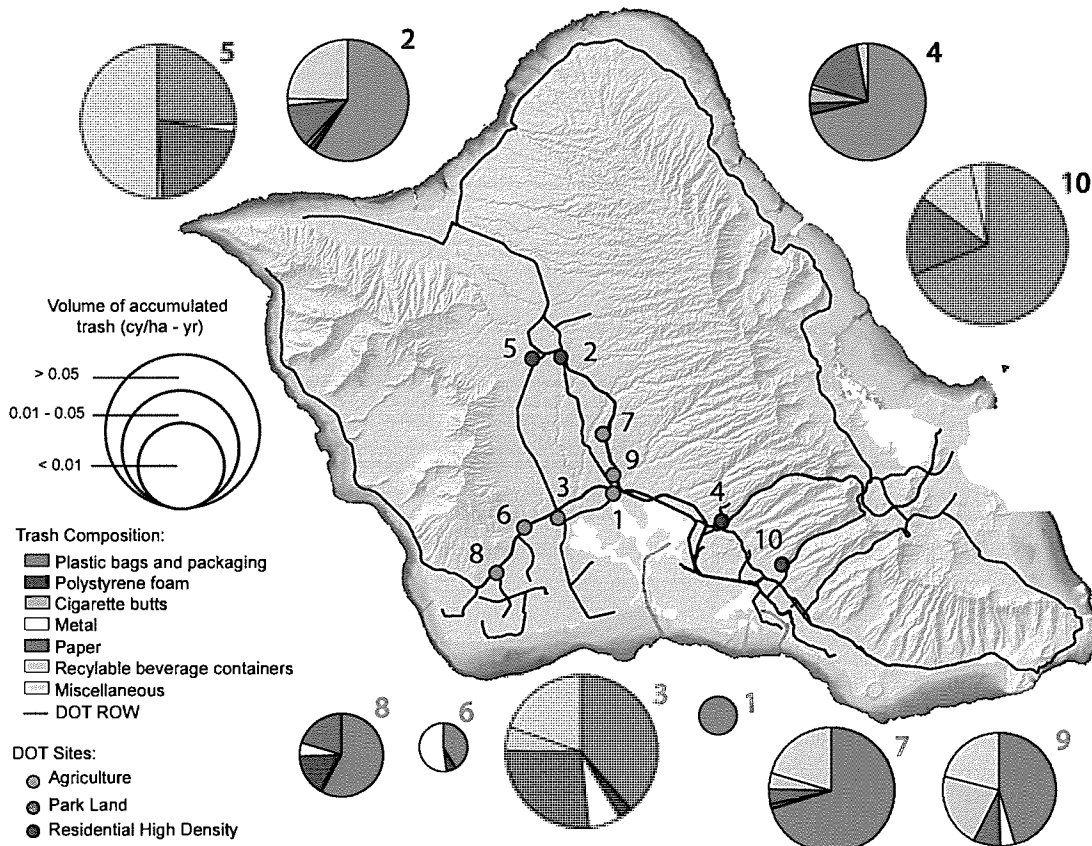 5
2
4
10
Volume of accumulated
trash (cy/ha - yr)
> 0.05
0.01 - 0.05
< 0.01
5
2
7
9
3
1
4
6
10
8
Trash Composition:
Plastic bags and packaging
Polystyrene foam
Cigarette butts
Metal
Paper
Recylable beverage containers
Miscellaneous
DOT ROW
8
6
3
1
7
9
DOT Sites:
Agriculture
Park Land
Residential High Density